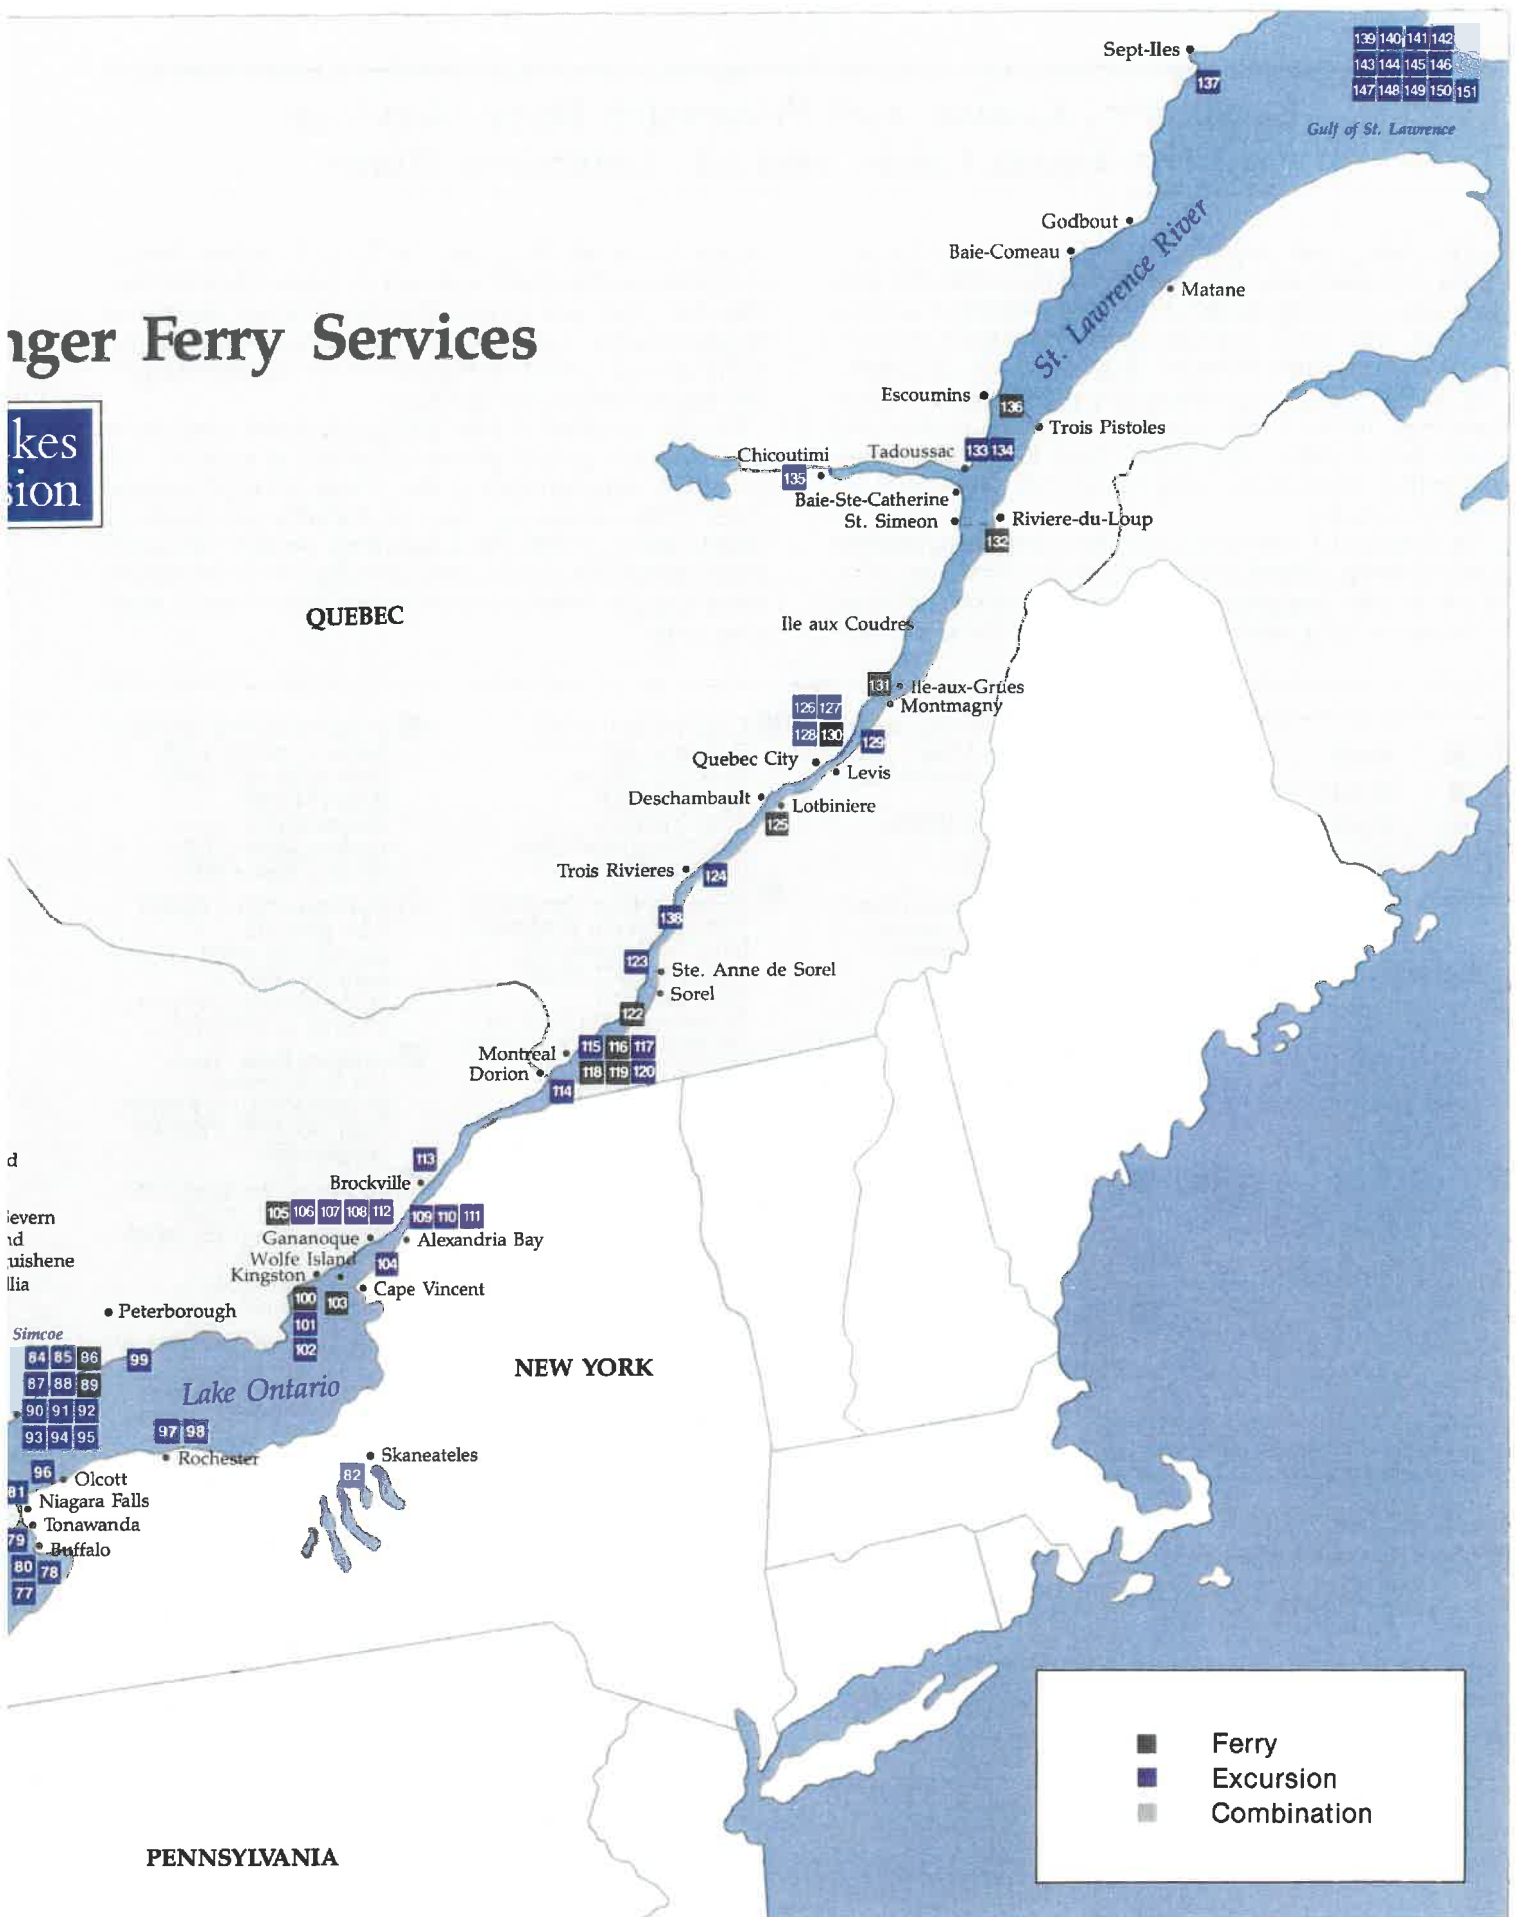 Sept-Iles
139 140 141 142
143 144 145 146
147 148 149 150 151
137
Gulf of St. Lawrence
Godbout
Baie-Comeau
St. Lawrence River
Matane
nger Ferry Services
kes
sion
Escoumins
136
Trois Pistoles
Chicoutimi
Tadoussac
133 134
135
Baie-Ste-Catherine
St. Simeon
Riviere-du-Loup
132
QUEBEC
Ile aux Coudres
131
Ile-aux-Grues
Montmagny
126 127
128 130
129
Quebec City
Levis
Deschambault
Lotbiniere
125
Trois Rivieres
124
138
123
Ste. Anne de Sorel
Sorel
122
Montreal
115 116 117
Dorion
118 119 120
114
d
113
Brockville
105 106 107 108 112
109 110 111
Severn
nd
Gananoque
Alexandria Bay
uishene
Wolfe Island
104
llia
Kingston
Cape Vincent
100
103
Peterborough
101
Simcoe
102
84 85 86
99
NEW YORK
87 88 89
Lake Ontario
90 91 92
93 94 95
97 98
Rochester
Skaneateles
96
Olcott
82
81
Niagara Falls
Tonawanda
79
Buffalo
80 78
77
Ferry
Excursion
Combination
PENNSYLVANIA